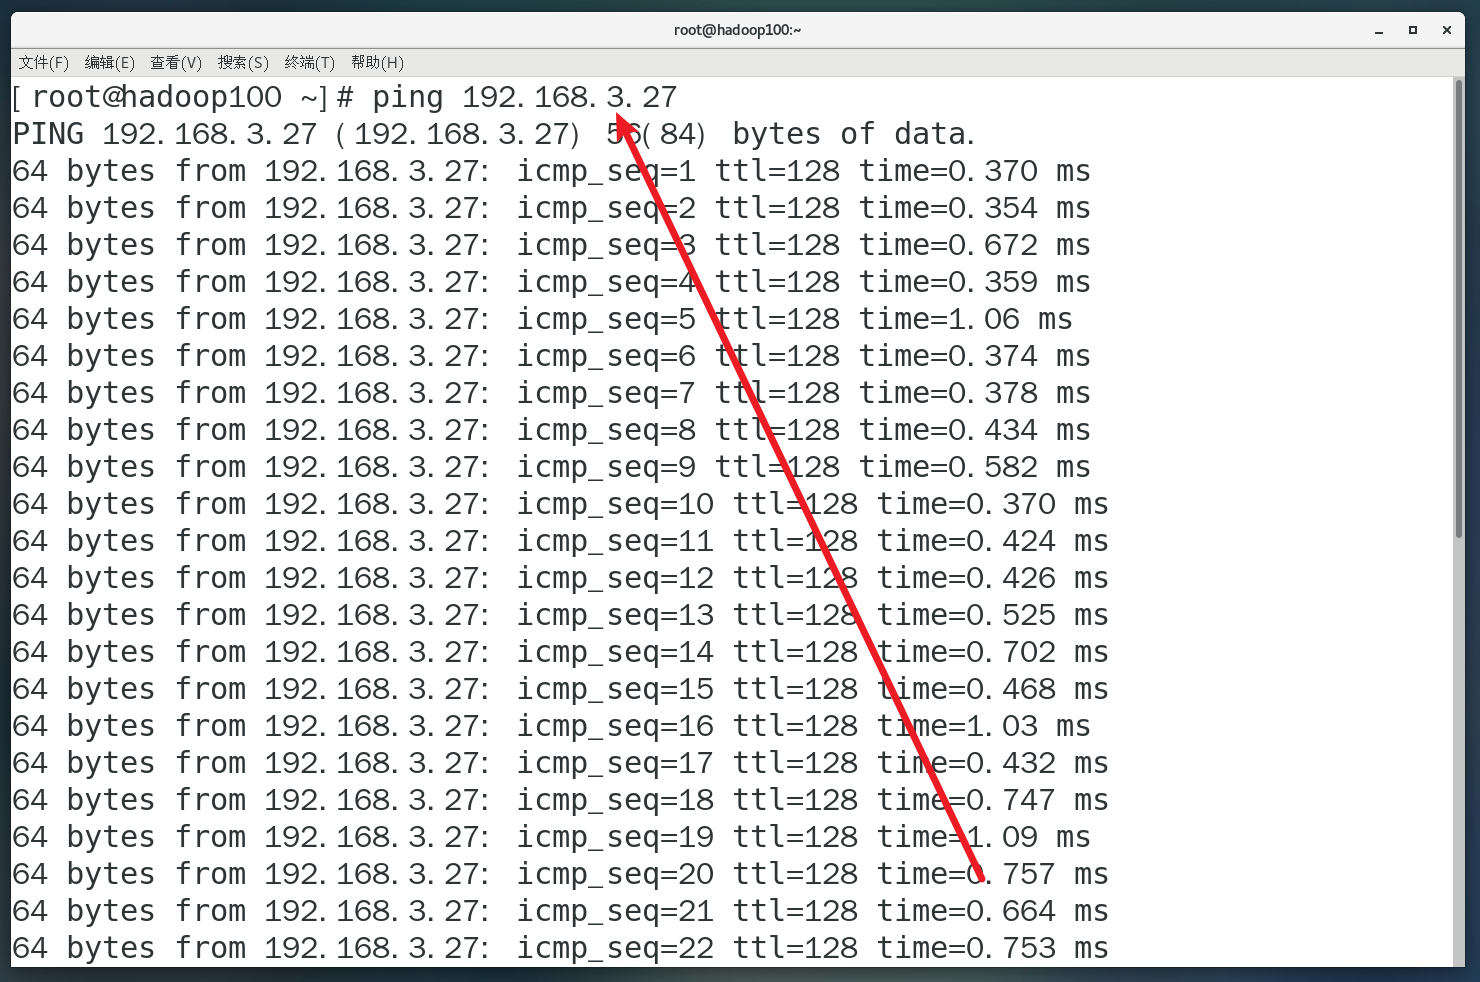 root@hadoop100:~
文件(F) 编辑(E) 查看(V) 搜索(S) 终端(T) 帮助(H)
[root@hadoop100 ~]# ping 192.168.3.27
PING 192.168.3.27 (192.168.3.27) 56(84) bytes of data.
64 bytes from 192.168.3.27: icmp_seq=1 ttl=128 time=0.370 ms
64 bytes from 192.168.3.27: icmp_seq=2 ttl=128 time=0.354 ms
64 bytes from 192.168.3.27: icmp_seq=3 ttl=128 time=0.672 ms
64 bytes from 192.168.3.27: icmp_seq=4 ttl=128 time=0.359 ms
64 bytes from 192.168.3.27: icmp_seq=5 ttl=128 time=1.06 ms
64 bytes from 192.168.3.27: icmp_seq=6 ttl=128 time=0.374 ms
64 bytes from 192.168.3.27: icmp_seq=7 ttl=128 time=0.378 ms
64 bytes from 192.168.3.27: icmp_seq=8 ttl=128 time=0.434 ms
64 bytes from 192.168.3.27: icmp_seq=9 ttl=128 time=0.582 ms
64 bytes from 192.168.3.27: icmp_seq=10 ttl=128 time=0.370 ms
64 bytes from 192.168.3.27: icmp_seq=11 ttl=128 time=0.424 ms
64 bytes from 192.168.3.27: icmp_seq=12 ttl=128 time=0.426 ms
64 bytes from 192.168.3.27: icmp_seq=13 ttl=128 time=0.525 ms
64 bytes from 192.168.3.27: icmp_seq=14 ttl=128 time=0.702 ms
64 bytes from 192.168.3.27: icmp_seq=15 ttl=128 time=0.468 ms
64 bytes from 192.168.3.27: icmp_seq=16 ttl=128 time=1.03 ms
64 bytes from 192.168.3.27: icmp_seq=17 ttl=128 time=0.432 ms
64 bytes from 192.168.3.27: icmp_seq=18 ttl=128 time=0.747 ms
64 bytes from 192.168.3.27: icmp_seq=19 ttl=128 time=1.09 ms
64 bytes from 192.168.3.27: icmp_seq=20 ttl=128 time=0.757 ms
64 bytes from 192.168.3.27: icmp_seq=21 ttl=128 time=0.664 ms
64 bytes from 192.168.3.27: icmp_seq=22 ttl=128 time=0.753 ms